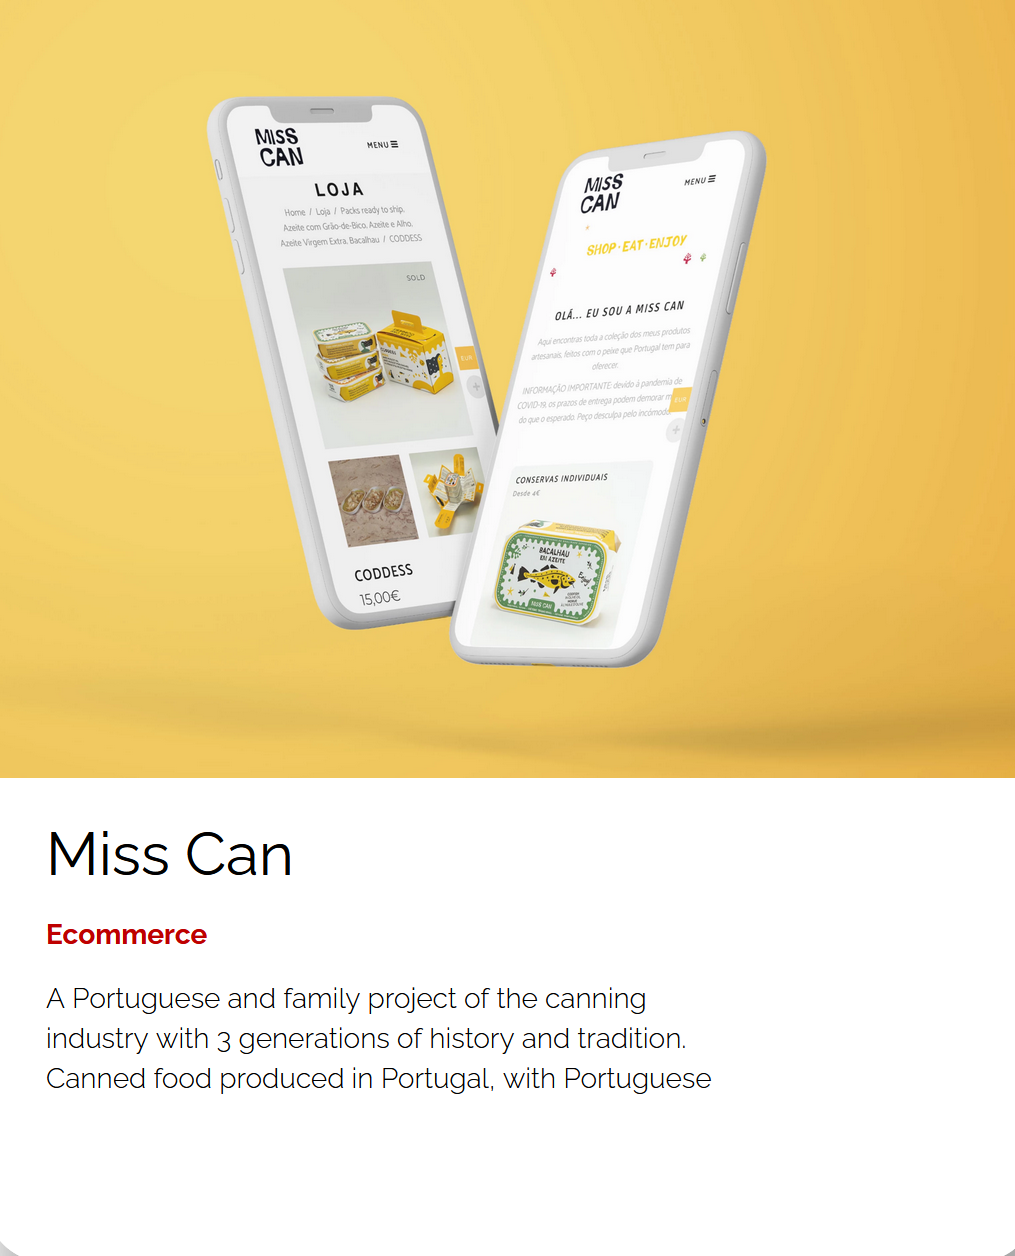 MISS
CAN
MENU
LOJA
Home / Loja / Packs ready to ship,
Azeite com Grão-de-Bico, Azeite e Alho,
Azeite Virgem Extra, Bacalhau / CODDESS
SOLD
EUR
+
CODDESS
15,00€
MISS
CAN
MENU
SHOP·EAT·ENJOY
OLÁ... EU SOU A MISS CAN
Aqui encontras toda a coleção dos meus produtos
artesanais, feitos com o peixe que Portugal tem para
oferecer.
INFORMAÇÃO IMPORTANTE: devido à pandemia de
COVID-19, os prazos de entrega podem demorar m
do que o esperado. Peço desculpa pelo incómodo
EUR
+
CONSERVAS INDIVIDUAIS
Desde 4€
BACALHAU
EM AZEITE
Enjoy!
MISS CAN
Miss Can
Ecommerce
A Portuguese and family project of the canning
industry with 3 generations of history and tradition.
Canned food produced in Portugal, with Portuguese